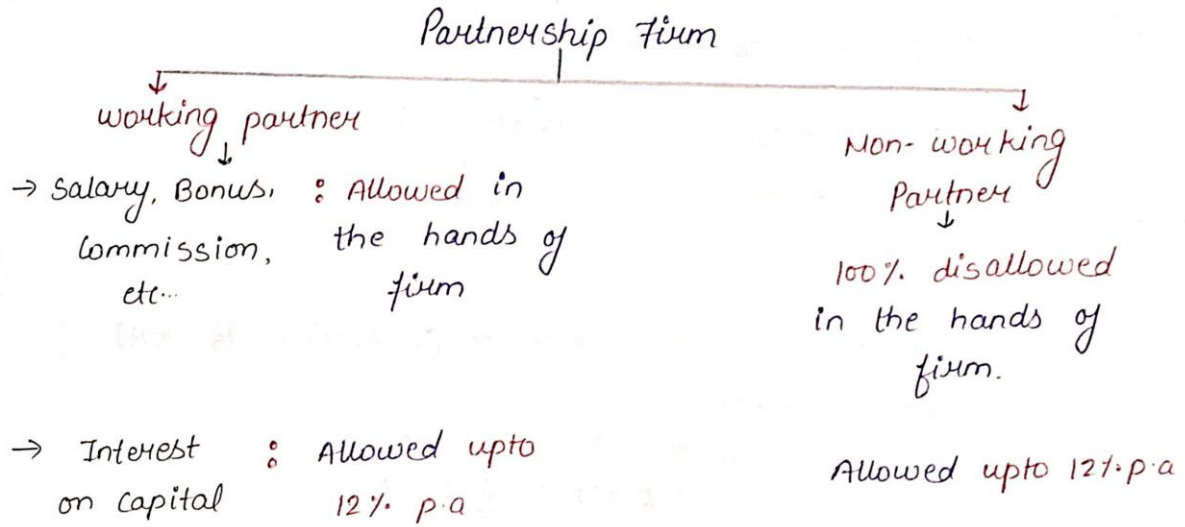 Partnership Firm
working partner
Non-working
Partner
→ Salary, Bonus, : Allowed in
Commission, the hands of
etc... firm
100% disallowed
in the hands of
firm.
→ Interest : Allowed upto
on capital 12% p.a
Allowed upto 12% p.a